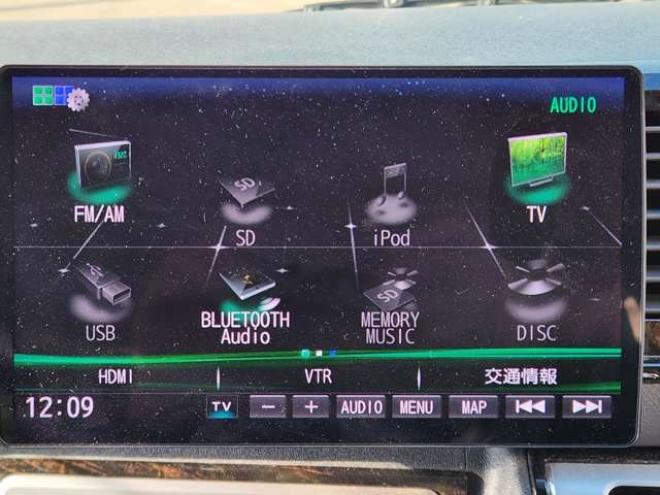 AUDIO
FM/AM
SD
iPod
TV
USB
BLUETOOTH
Audio
MEMORY
MUSIC
DISC
HDMI VTR 交通情報
12:09 TV − + AUDIO MENU MAP